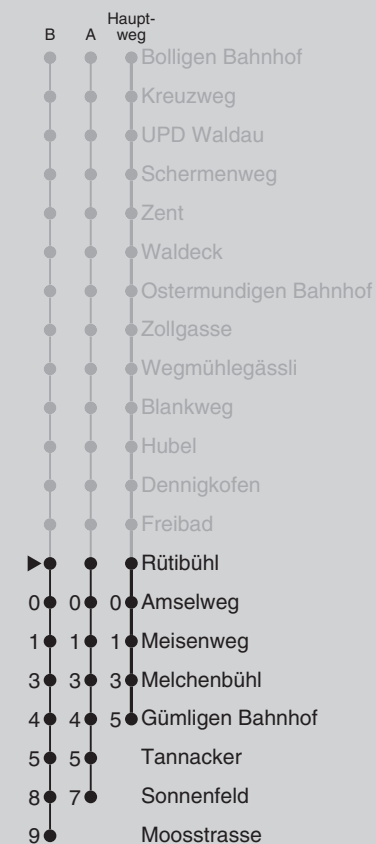 Haupt-
B A weg
Bolligen Bahnhof
Kreuzweg
UPD Waldau
Schermenweg
Zent
Waldeck
Ostermundigen Bahnhof
Zollgasse
Wegmühlegässli
Blankweg
Hubel
Dennigkofen
Freibad
Rütibühl
0 0 0 Amselweg
1 1 1 Meisenweg
3 3 3 Melchenbühl
4 4 5 Gümligen Bahnhof
5 5 Tannacker
8 7 Sonnenfeld
9 Moosstrasse